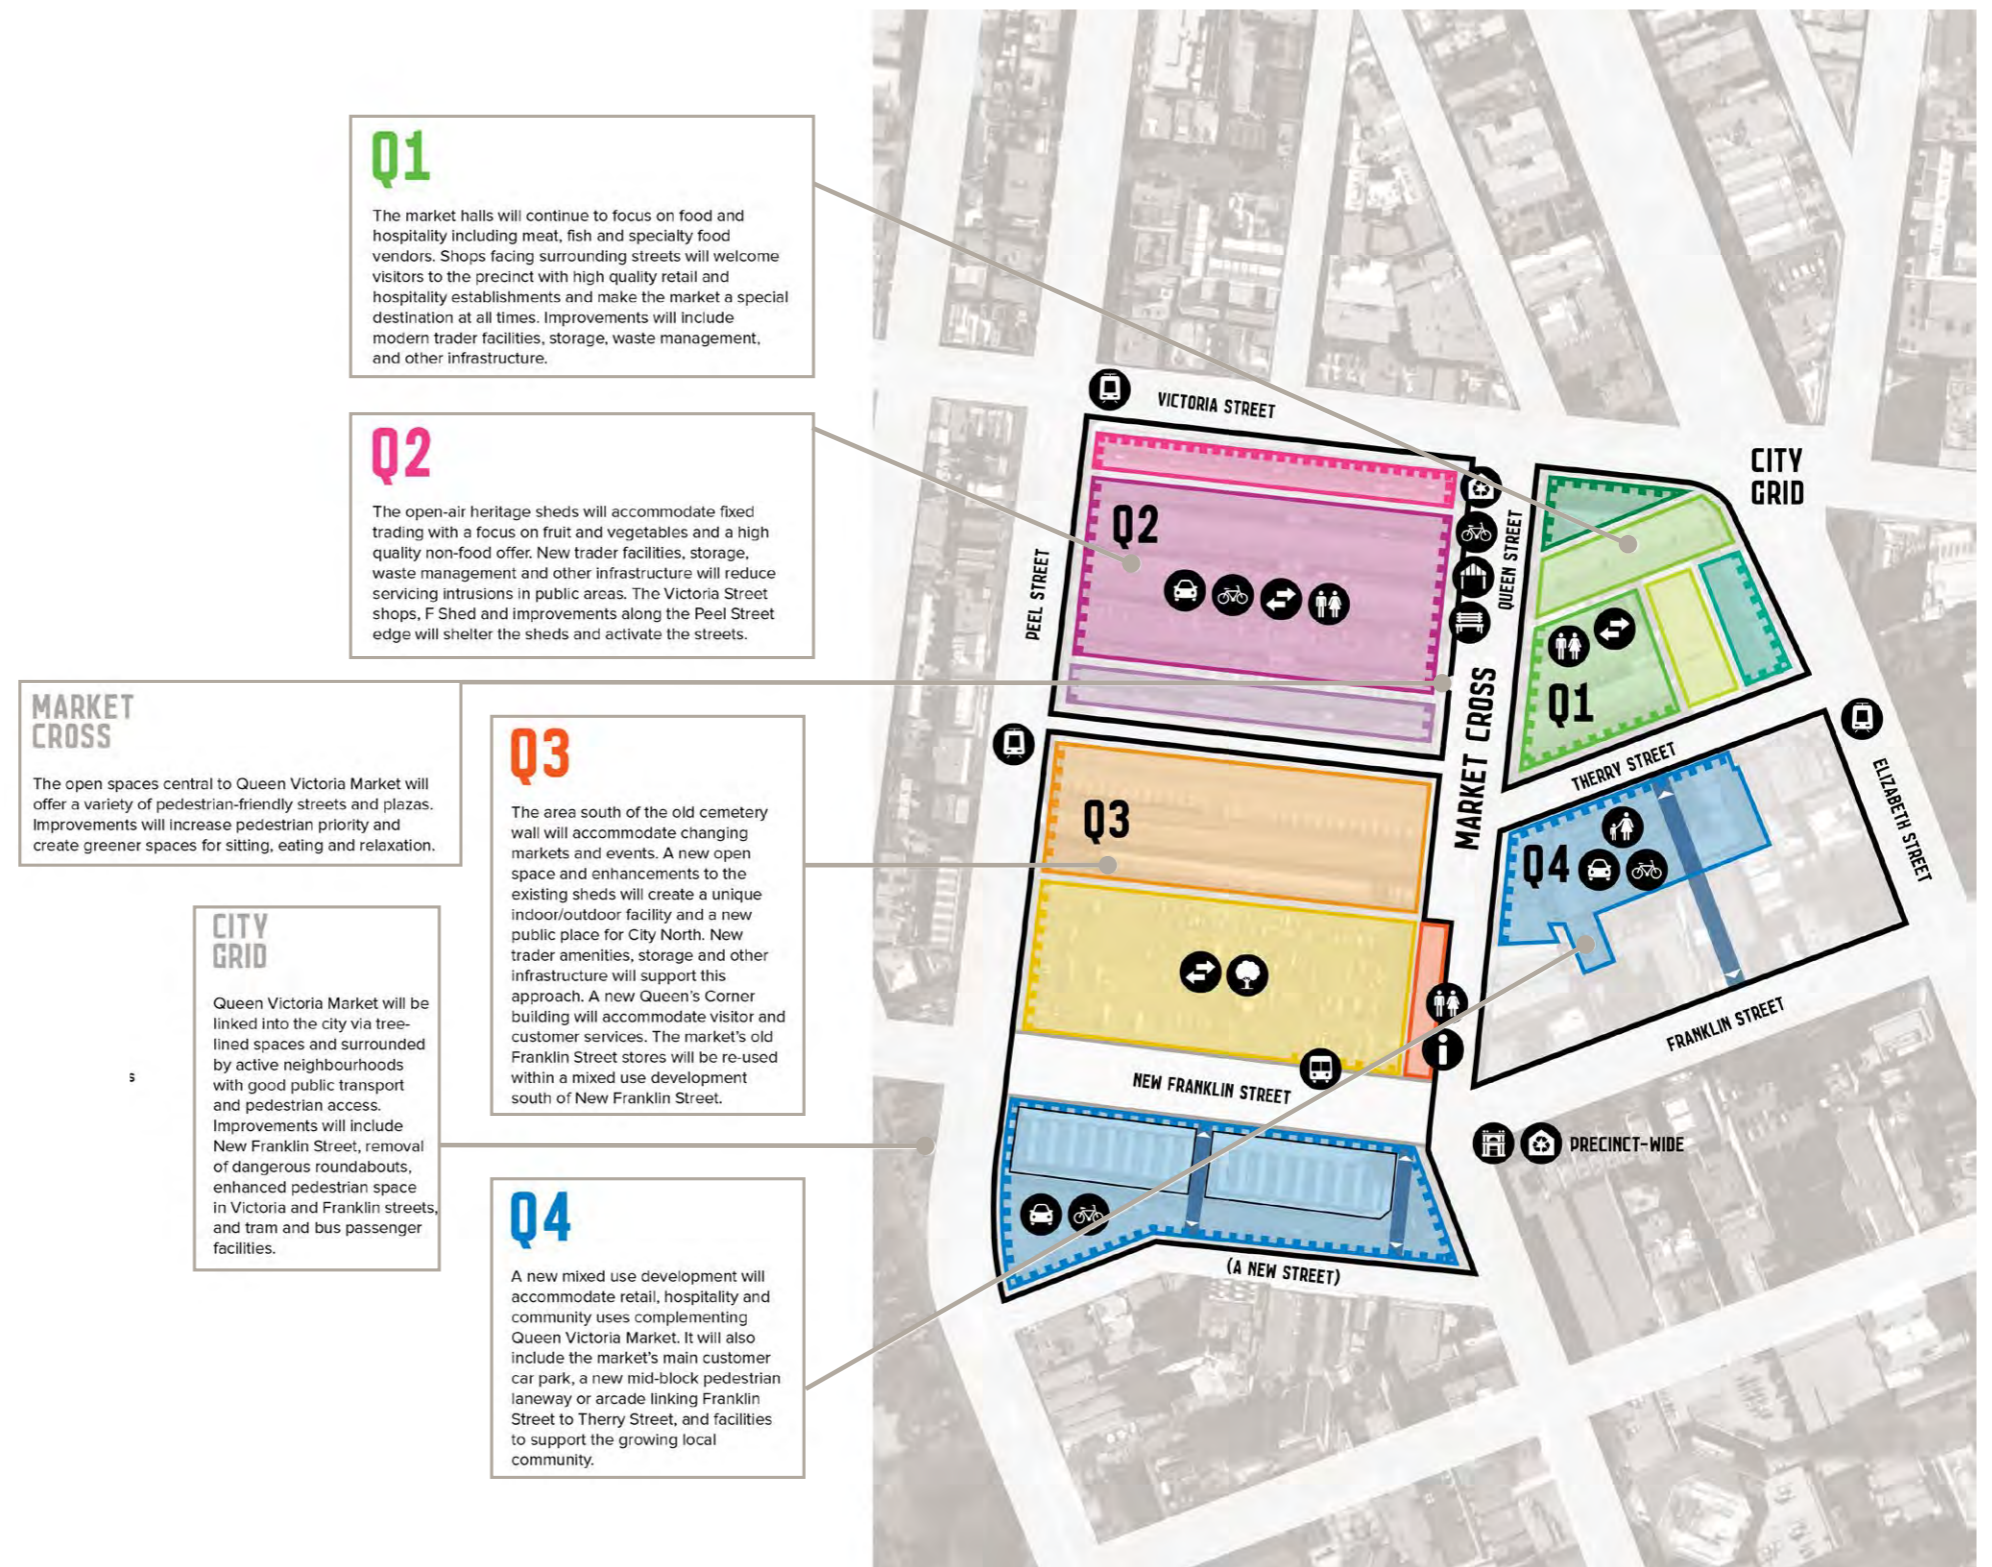 Q1
The market halls will continue to focus on food and
hospitality including meat, fish and specialty food
vendors. Shops facing surrounding streets will welcome
visitors to the precinct with high quality retail and
hospitality establishments and make the market a special
destination at all times. Improvements will include
modern trader facilities, storage, waste management,
and other infrastructure.
Q2
The open-air heritage sheds will accommodate fixed
trading with a focus on fruit and vegetables and a high
quality non-food offer. New trader facilities, storage,
waste management and other infrastructure will reduce
servicing intrusions in public areas. The Victoria Street
shops, F Shed and improvements along the Peel Street
edge will shelter the sheds and activate the streets.
MARKET
CROSS
The open spaces central to Queen Victoria Market will
offer a variety of pedestrian-friendly streets and plazas.
Improvements will increase pedestrian priority and
create greener spaces for sitting, eating and relaxation.
Q3
The area south of the old cemetery
wall will accommodate changing
markets and events. A new open
space and enhancements to the
existing sheds will create a unique
indoor/outdoor facility and a new
public place for City North. New
trader amenities, storage and other
infrastructure will support this
approach. A new Queen's Corner
building will accommodate visitor and
customer services. The market's old
Franklin Street stores will be re-used
within a mixed use development
south of New Franklin Street.
CITY
GRID
Queen Victoria Market will be
linked into the city via tree-
lined spaces and surrounded
by active neighbourhoods
with good public transport
and pedestrian access.
Improvements will include
New Franklin Street, removal
of dangerous roundabouts,
enhanced pedestrian space
in Victoria and Franklin streets,
and tram and bus passenger
facilities.
s
Q4
A new mixed use development will
accommodate retail, hospitality and
community uses complementing
Queen Victoria Market. It will also
include the market's main customer
car park, a new mid-block pedestrian
laneway or arcade linking Franklin
Street to Therry Street, and facilities
to support the growing local
community.
VICTORIA STREET
CITY
GRID
Q2
QUEEN STREET
PEEL STREET
Q1
MARKET CROSS
THERRY STREET
ELIZABETH STREET
Q3
Q4
FRANKLIN STREET
i
NEW FRANKLIN STREET
PRECINCT-WIDE
(A NEW STREET)